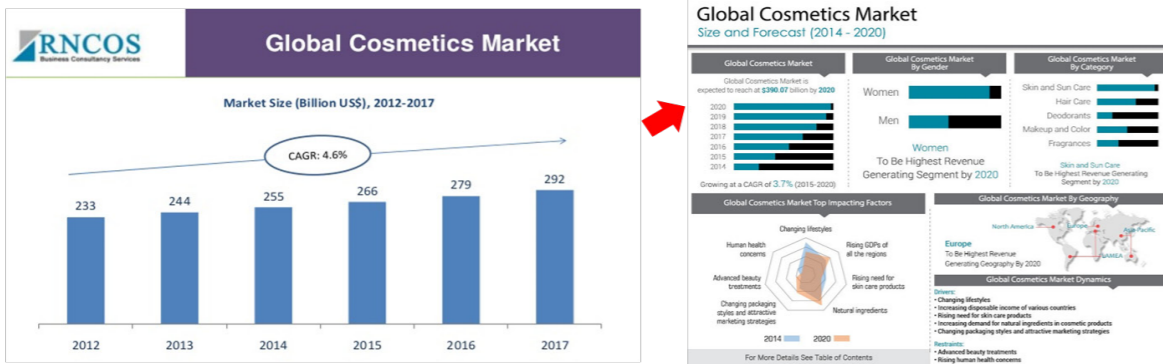 RNCOS
Business Consultancy Services
Global Cosmetics Market
Market Size (Billion US$), 2012-2017
CAGR: 4.6%
233
244
255
266
279
292
2012
2013
2014
2015
2016
2017
Global Cosmetics Market
Size and Forecast (2014 - 2020)
Global Cosmetics Market
Global Cosmetics Market is
expected to reach at $390.07 billion by 2020
2020
2019
2018
2017
2016
2015
2014
Growing at a CAGR of 3.7% (2015-2020)
Global Cosmetics Market
By Gender
Women
Men
Women
To Be Highest Revenue
Generating Segment by 2020
Global Cosmetics Market
By Category
Skin and Sun Care
Hair Care
Deodorants
Makeup and Color
Fragrances
Skin and Sun Care
To Be Highest Revenue Generating
Segment by 2020
Global Cosmetics Market Top Impacting Factors
Changing lifestyles
Rising GDPs of
all the regions
Rising need for
skin care products
Natural ingredients
Changing packaging
styles and attractive
marketing strategies
Advanced beauty
treatments
Human health
concerns
2014
2020
For More Details See Table of Contents
Global Cosmetics Market By Geography
North America
Europe
Asia-Pacific
LAMEA
Europe
To Be Highest Revenue
Generating Geography By 2020
Global Cosmetics Market Dynamics
Drivers:
• Changing lifestyles
• Increasing disposable income of various countries
• Rising need for skin care products
• Increasing demand for natural ingredients in cosmetic products
• Changing packaging styles and attractive marketing strategies
Restraints:
• Advanced beauty treatments
• Rising human health concerns